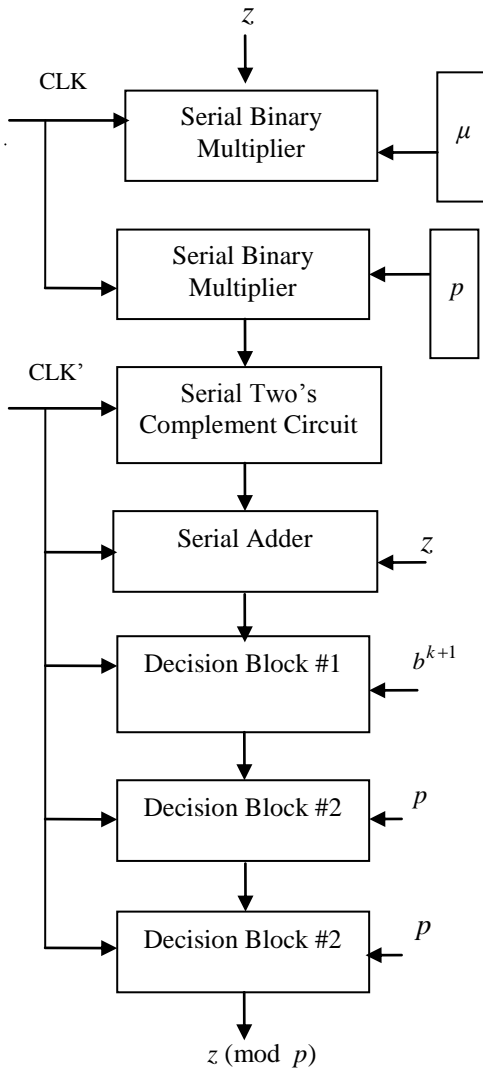 z
CLK
Serial Binary
Multiplier
μ
.
Serial Binary
Multiplier
p
CLK’
Serial Two’s
Complement Circuit
Serial Adder
z
Decision Block #1
b^{k+1}
Decision Block #2
p
Decision Block #2
p
z (mod p)